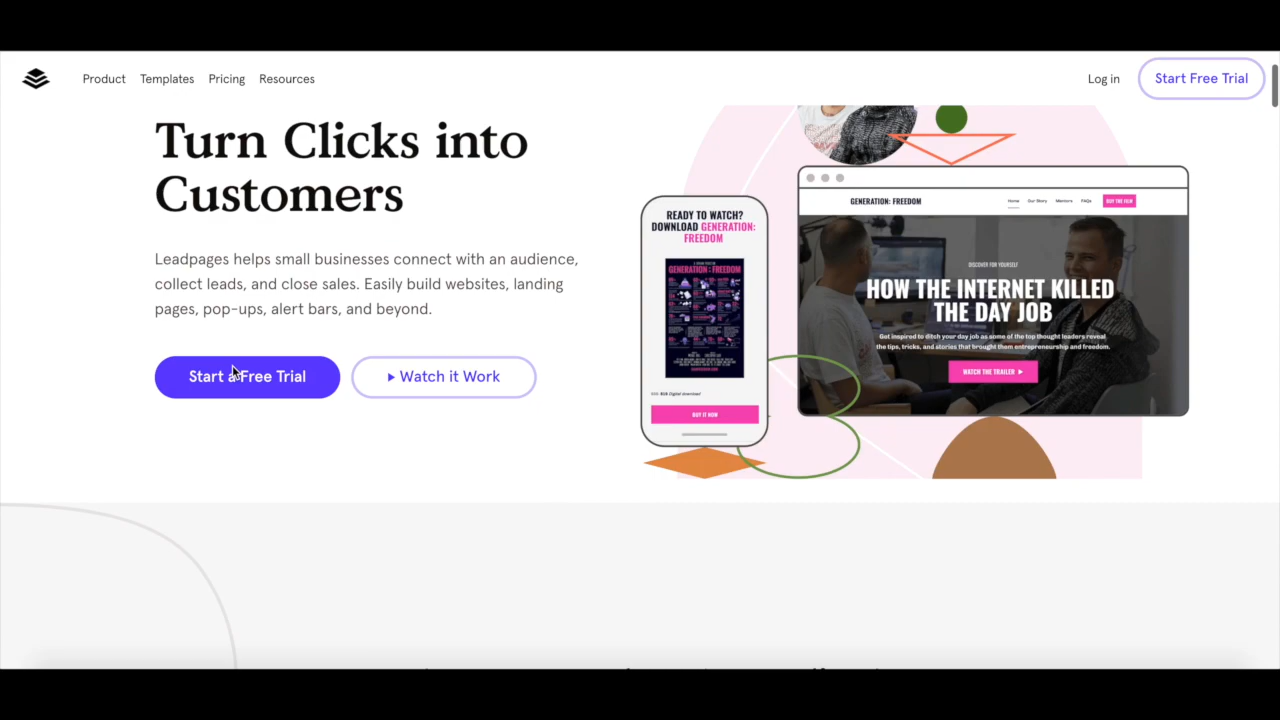 Product Templates Pricing Resources Log in Start Free Trial
Turn Clicks into
Customers
Leadpages helps small businesses connect with an audience,
collect leads, and close sales. Easily build websites, landing
pages, pop-ups, alert bars, and beyond.
Start a Free Trial
Watch it Work
READY TO WATCH?
DOWNLOAD GENERATION:
FREEDOM
GENERATION : FREEDOM
$18 Digital download
BUY IT NOW
GENERATION: FREEDOM
Home Our Story Mentors FAQs BUY THE FILM
DISCOVER FOR YOURSELF
HOW THE INTERNET KILLED
THE DAY JOB
Get inspired to ditch your day job as some of the top thought leaders reveal
the tips, tricks, and stories that brought them entrepreneurship and freedom.
WATCH THE TRAILER